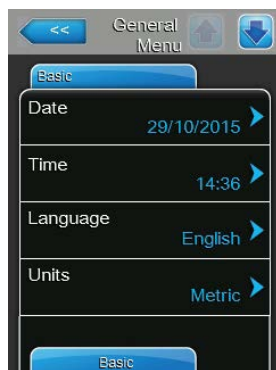 <<
General
Menu
Basic
Date
29/10/2015
Time
14:36
Language
English
Units
Metric
Basic